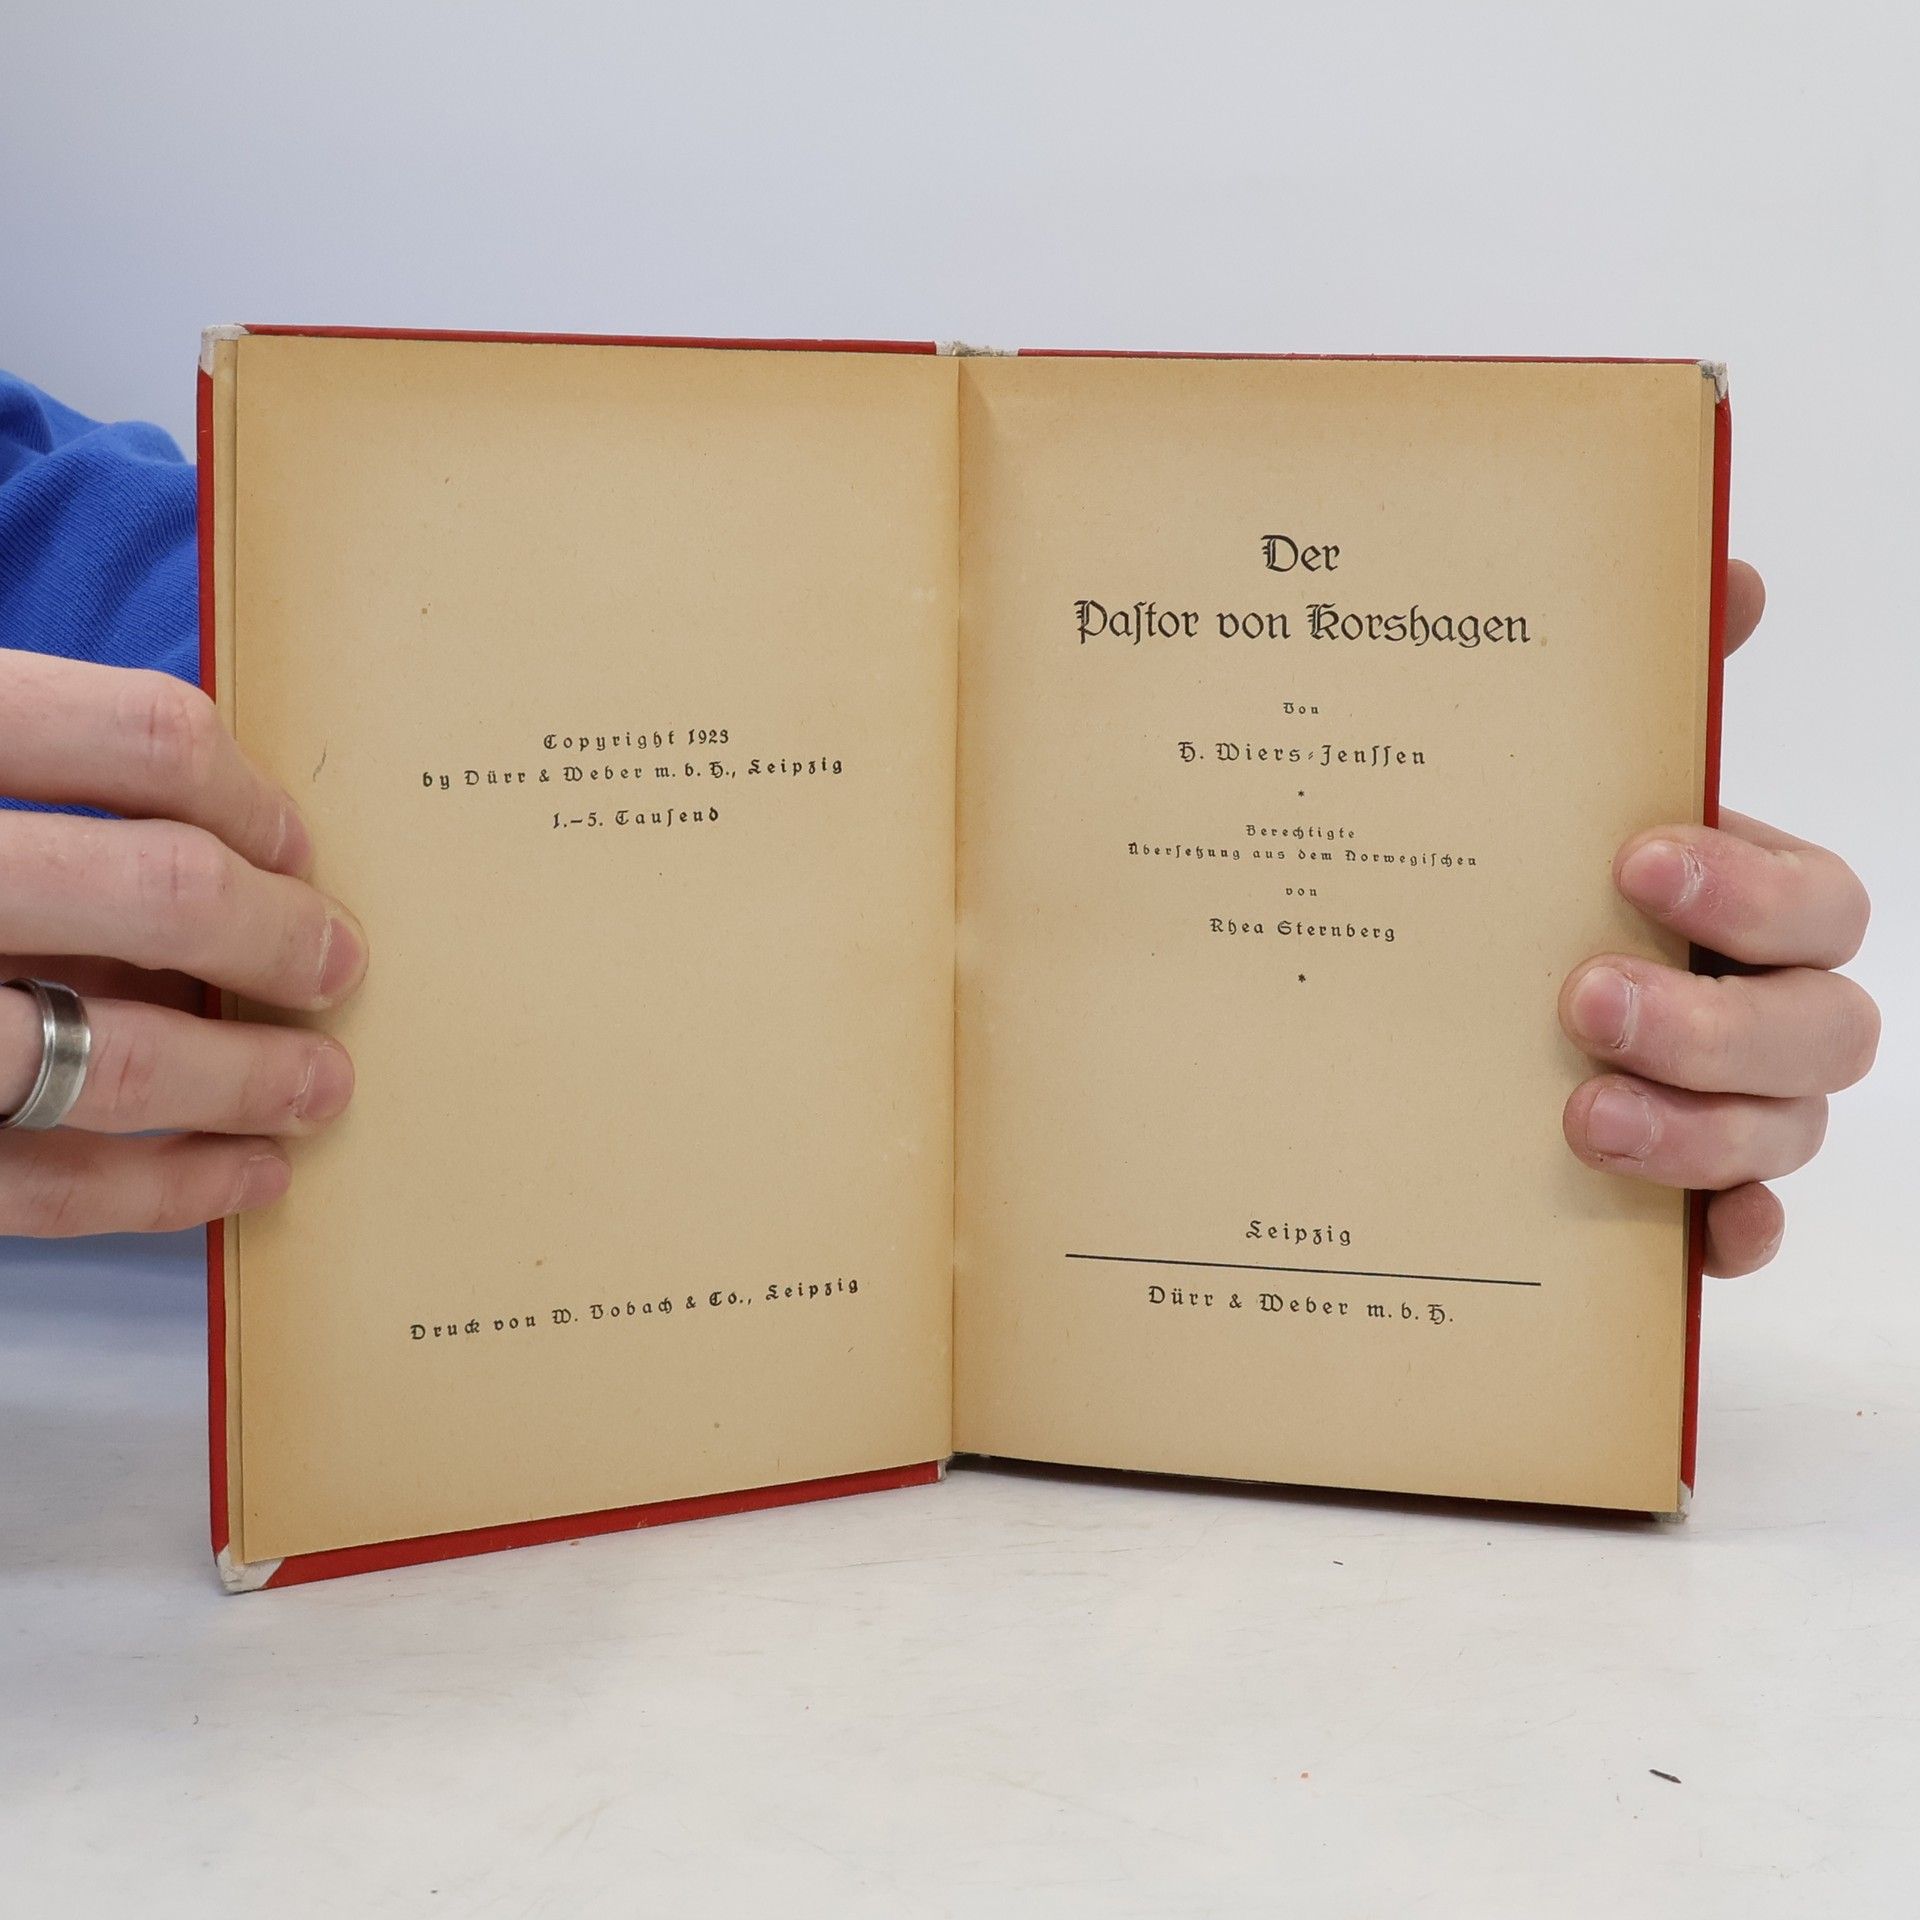 Copyright 1923
by Dürr & Weber m. b. H., Leipzig
1.–5. Tauſend
Druck von W. Vobach & Co., Leipzig
Der
Paſtor von Korshagen
Von
H. Wiers⸗Jenſſen
*
Berechtigte
Überſetzung aus dem Norwegiſchen
von
Rhea Sternberg
*
Leipzig
Dürr & Weber m. b. H.